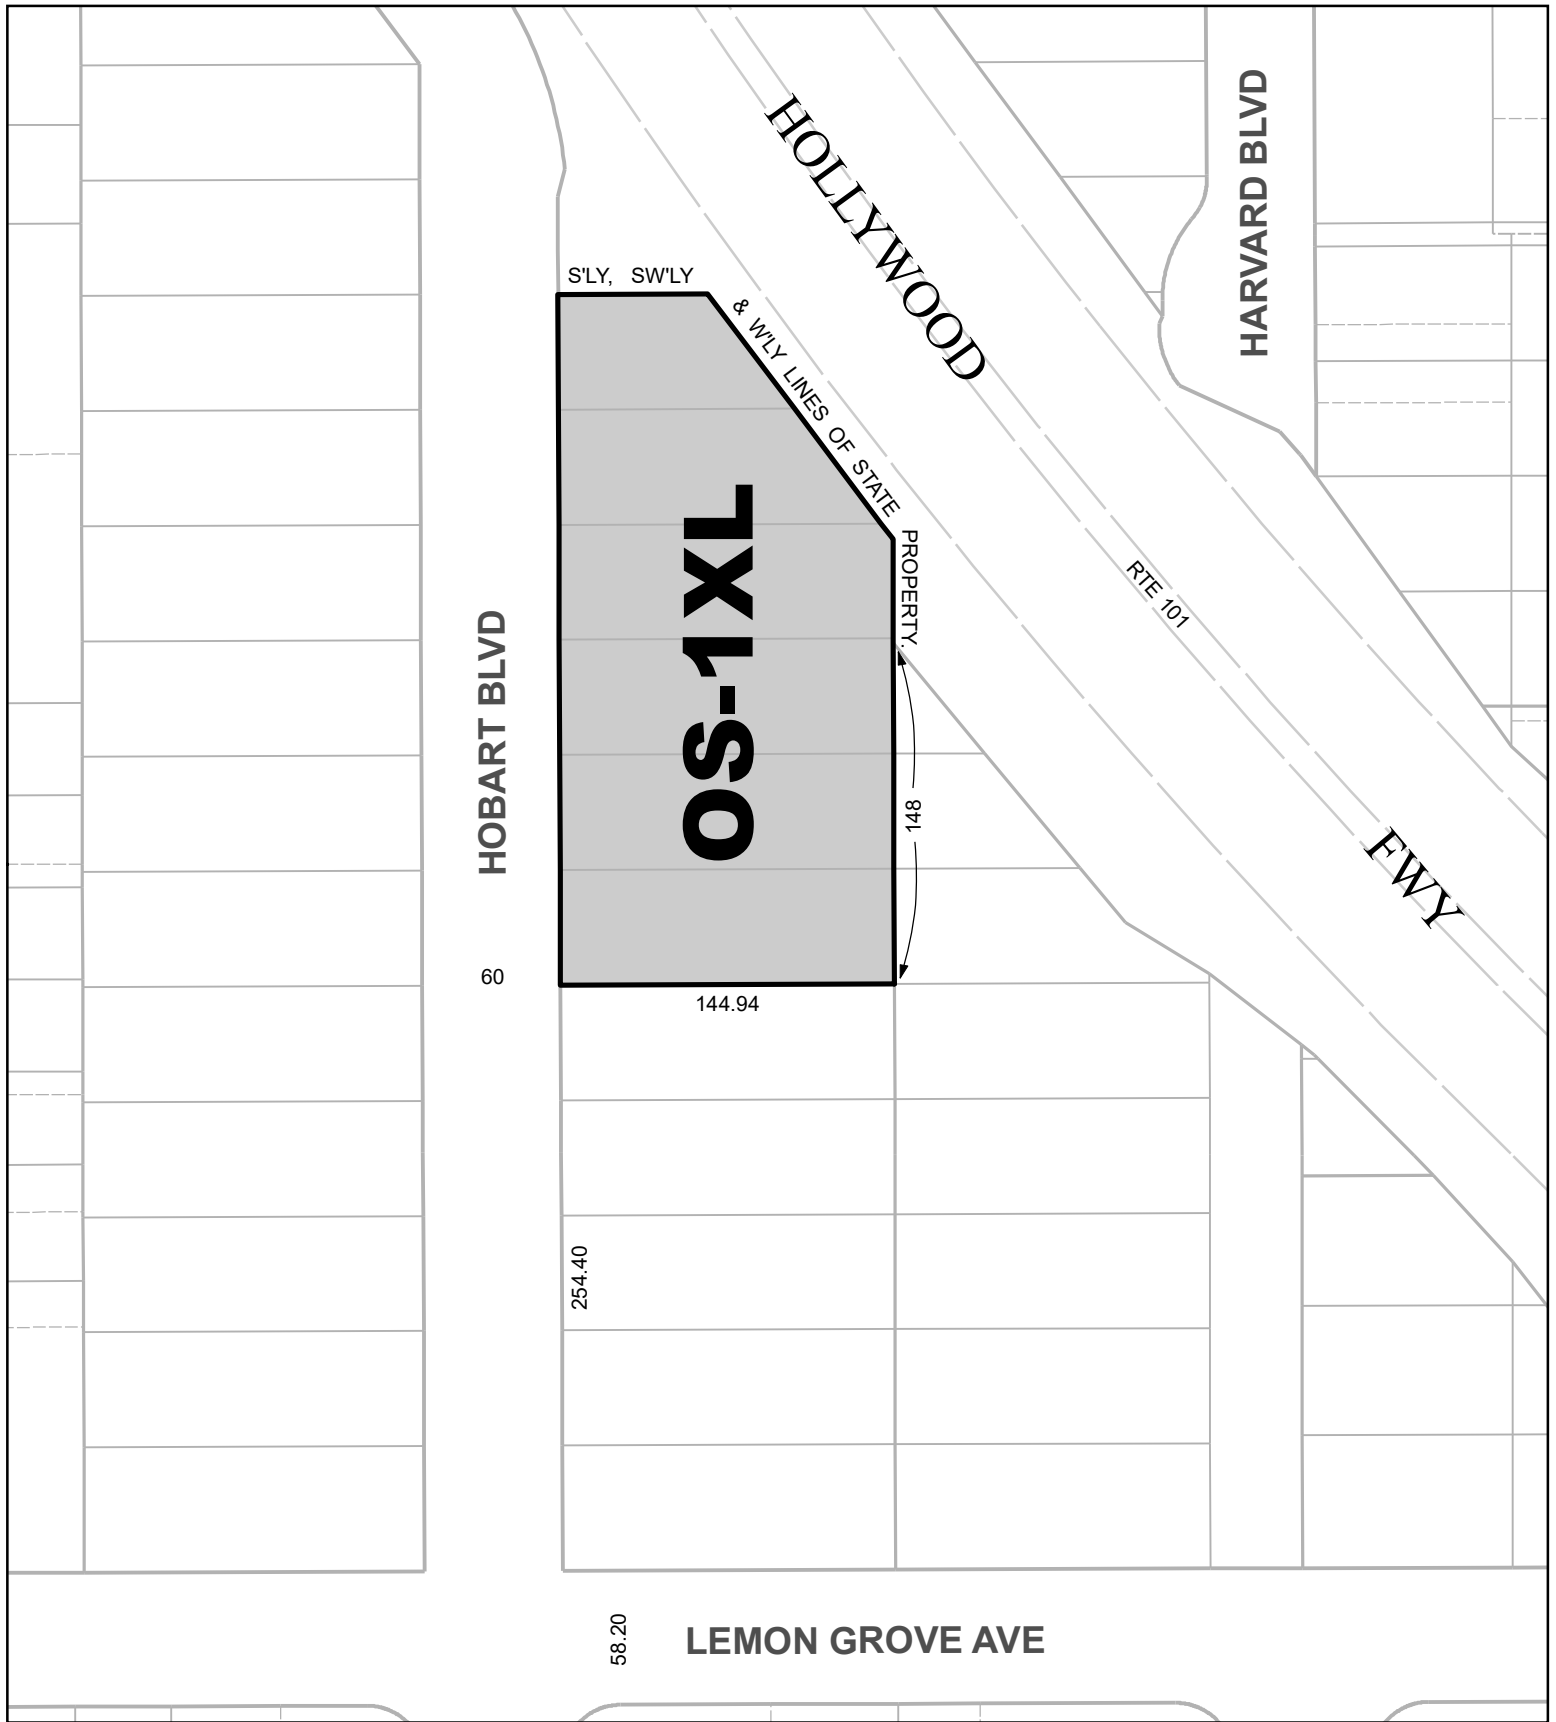 HOLLYWOOD
HARVARD BLVD
S'LY, SW'LY
& W'LY LINES OF STATE
PROPERTY.
RTE 101
OS-1XL
HOBART BLVD
148
FWY
60
144.94
254.40
58.20
LEMON GROVE AVE